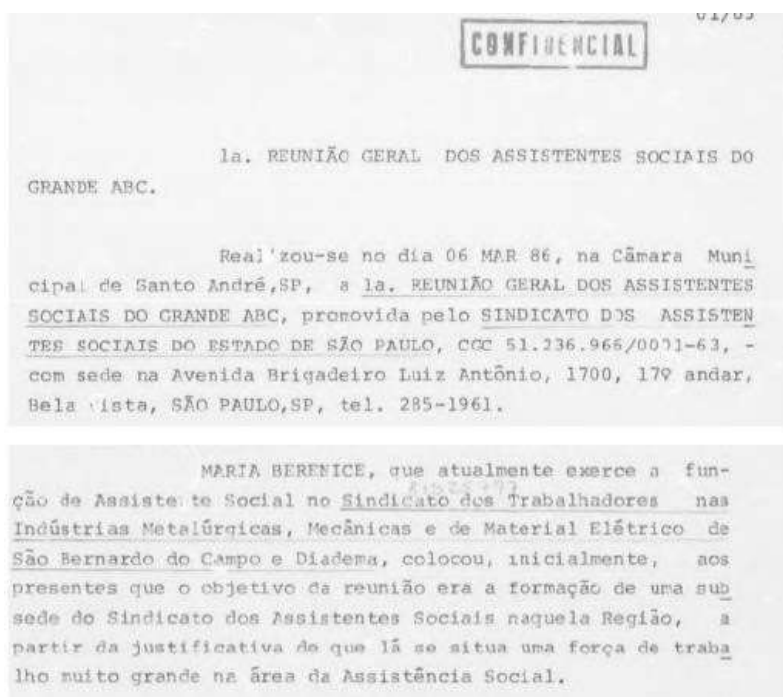 01/05
CONFIDENCIAL
1a. REUNIÃO GERAL DOS ASSISTENTES SOCIAIS DO
GRANDE ABC.
Realizou-se no dia 06 MAR 86, na Câmara Muni
cipal de Santo André,SP, a 1a. REUNIÃO GERAL DOS ASSISTENTES
SOCIAIS DO GRANDE ABC, promovida pelo SINDICATO DOS ASSISTEN
TES SOCIAIS DO ESTADO DE SÃO PAULO, CGC 51.236.966/0001-63, -
com sede na Avenida Brigadeiro Luiz Antônio, 1700, 17º andar,
Bela Vista, SÃO PAULO,SP, tel. 285-1961.
MARIA BERENICE, que atualmente exerce a fun-
ção de Assistente Social no Sindicato dos Trabalhadores nas
Indústrias Metalúrgicas, Mecânicas e de Material Elétrico de
São Bernardo do Campo e Diadema, colocou, inicialmente, aos
presentes que o objetivo da reunião era a formação de uma sub
sede do Sindicato dos Assistentes Sociais naquela Região, a
partir da justificativa de que lá se situa uma força de traba
lho muito grande na área da Assistência Social.